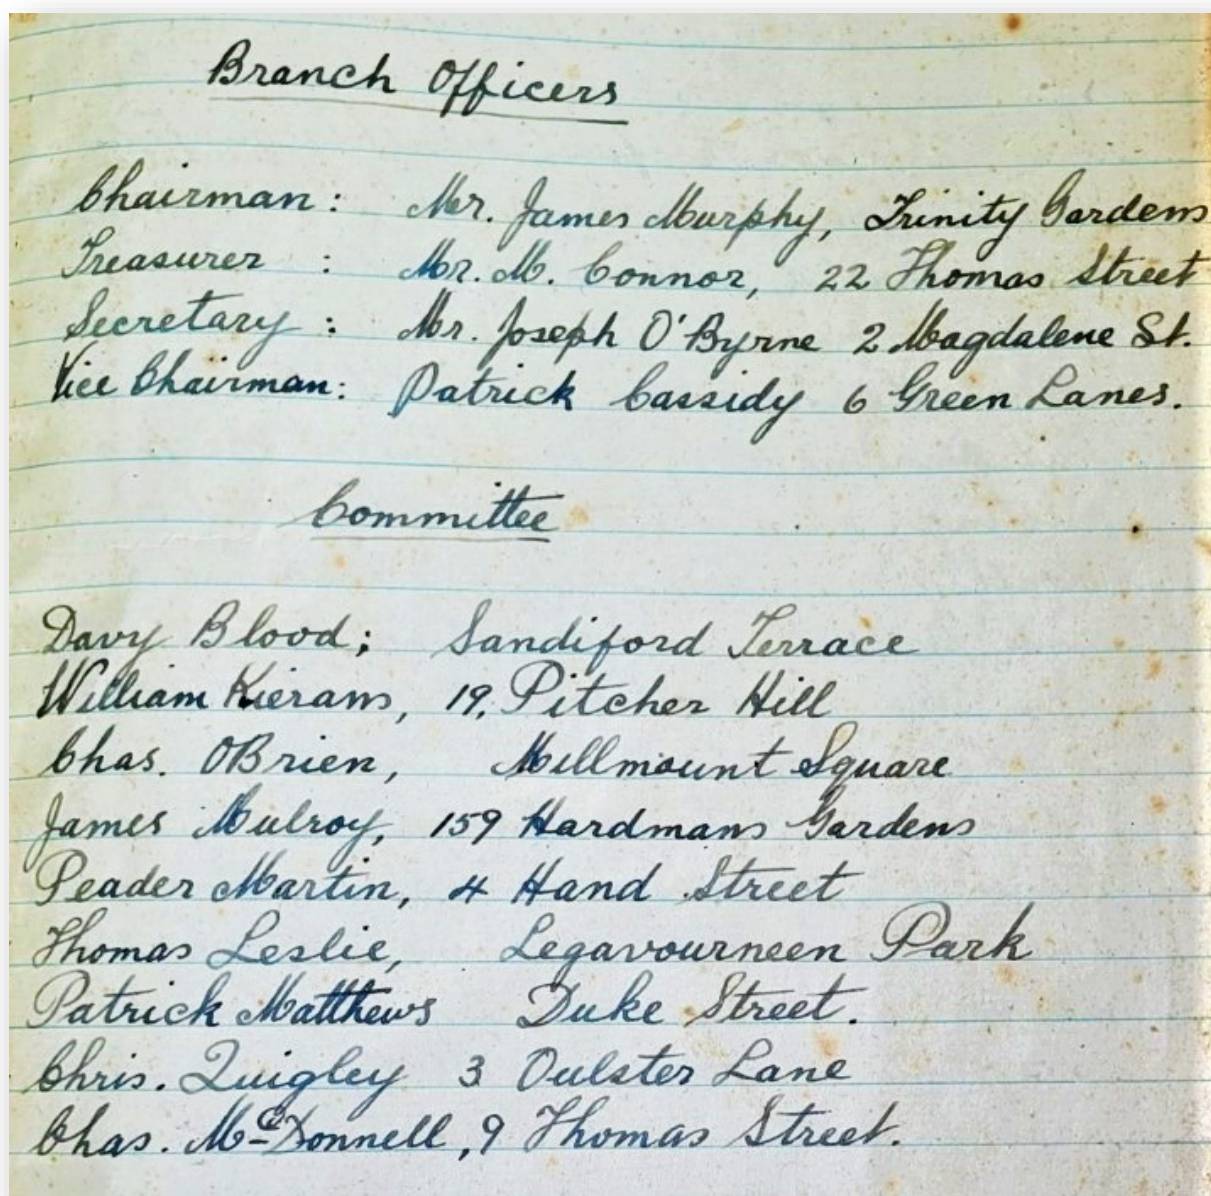 Branch Officers
Chairman: Mr. James Murphy, Trinity Gardens
Treasurer : Mr. M. Connor, 22 Thomas Street
Secretary : Mr. Joseph O'Byrne 2 Magdalene St.
Vice Chairman: Patrick Cassidy 6 Green Lanes.
Committee
Davy Blood; Sandiford Terrace
William Kierans, 19, Pitcher Hill
Chas. OBrien, Millmount Square
James Mulroy, 159 Hardmans Gardens
Peader Martin, 4 Hand Street
Thomas Leslie, Legavourneen Park
Patrick Matthews Duke Street.
Chris. Quigley 3 Oulster Lane
Chas. McDonnell, 9 Thomas Street.